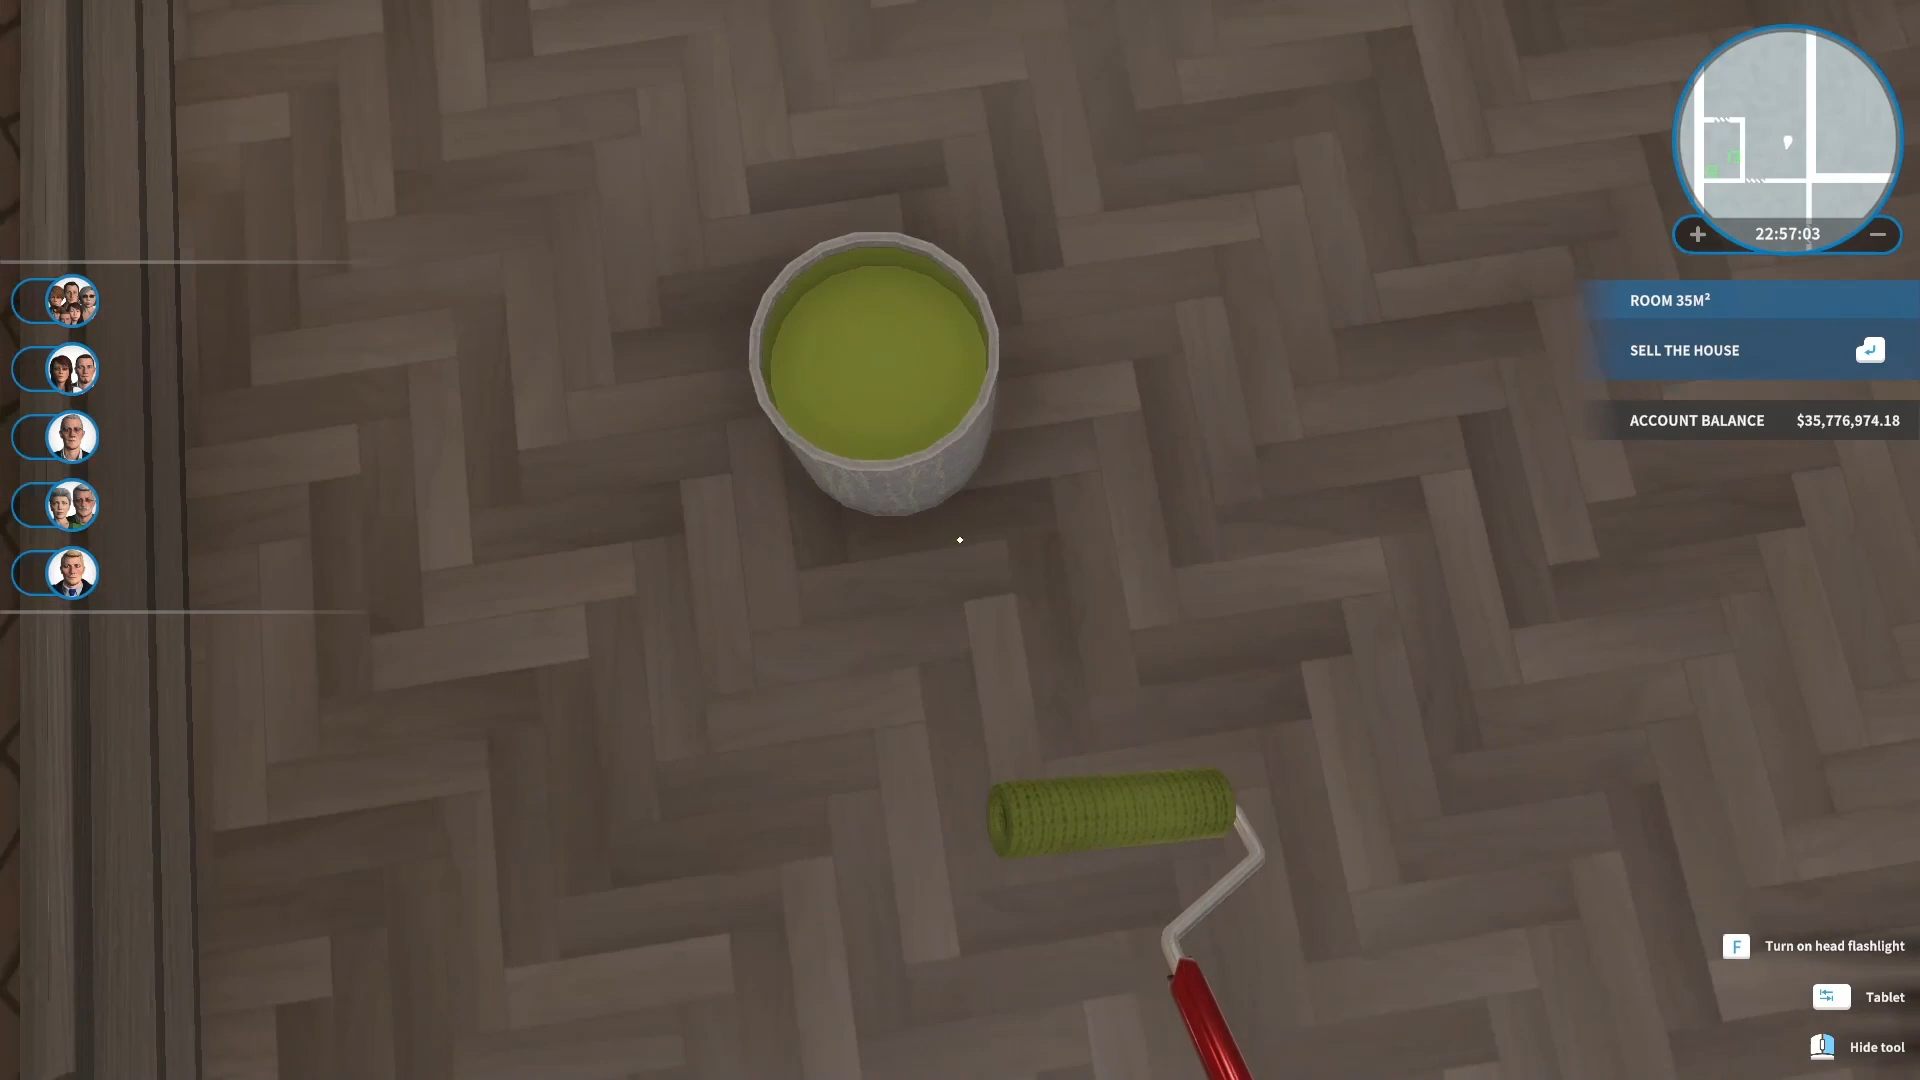 22:57:03
ROOM 35M²
SELL THE HOUSE
ACCOUNT BALANCE $35,776,974.18
F Turn on head flashlight
Tablet
Hide tool